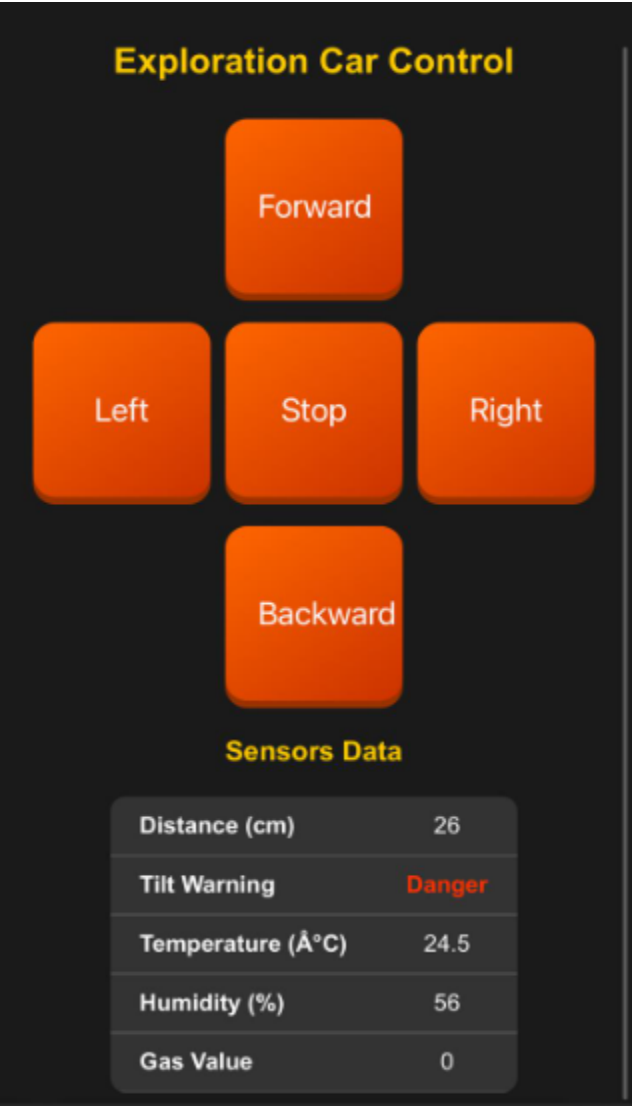 Exploration Car Control
Forward
Left Stop Right
Backward
Sensors Data
Distance (cm) 26
Tilt Warning Danger
Temperature (Â°C) 24.5
Humidity (%) 56
Gas Value 0